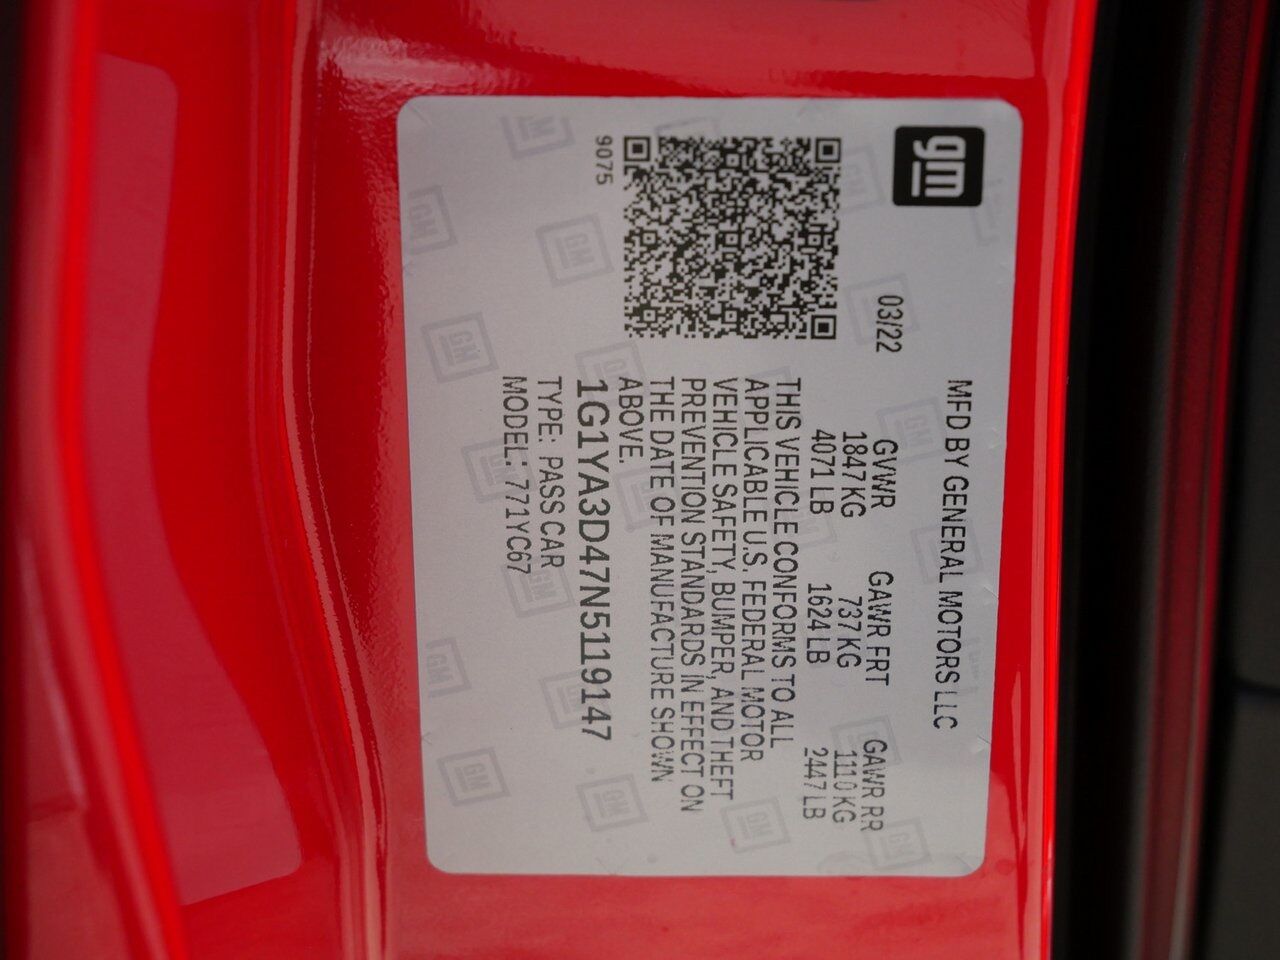 gm
MFD BY GENERAL MOTORS LLC
03/22
GVWR GAWR FRT GAWR RR
1847 KG 737 KG 1110 KG
4071 LB 1624 LB 2447 LB
THIS VEHICLE CONFORMS TO ALL
APPLICABLE U.S. FEDERAL MOTOR
VEHICLE SAFETY, BUMPER, AND THEFT
PREVENTION STANDARDS IN EFFECT ON
THE DATE OF MANUFACTURE SHOWN
ABOVE.
1G1YA3D47N5119147
TYPE: PASS CAR
MODEL: 771YC67
9075